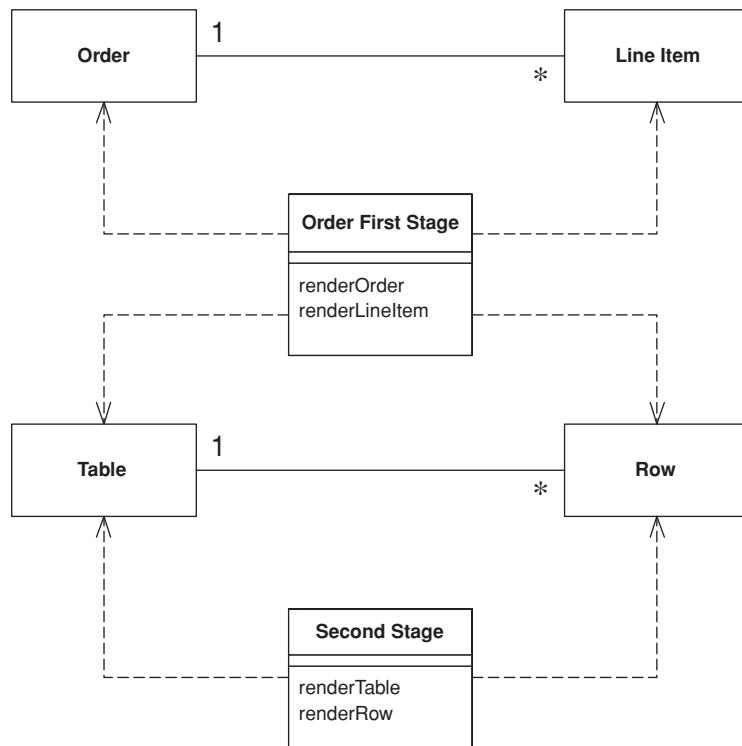 1
Order
Line Item
*
Order First Stage
renderOrder
renderLineItem
1
Table
Row
*
Second Stage
renderTable
renderRow